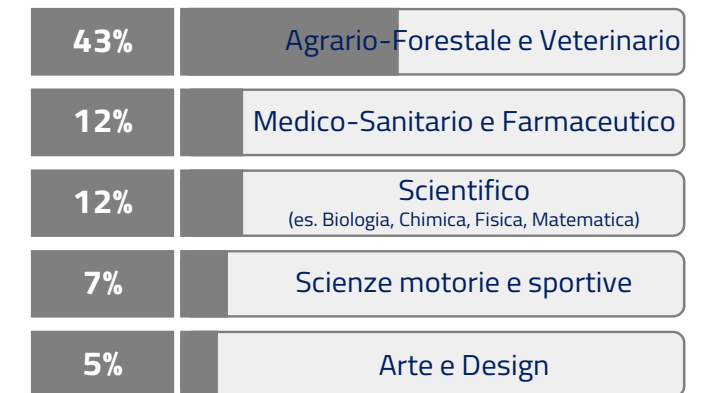 43% Agrario-Forestale e Veterinario
12% Medico-Sanitario e Farmaceutico
12% Scientifico
(es. Biologia, Chimica, Fisica, Matematica)
7% Scienze motorie e sportive
5% Arte e Design